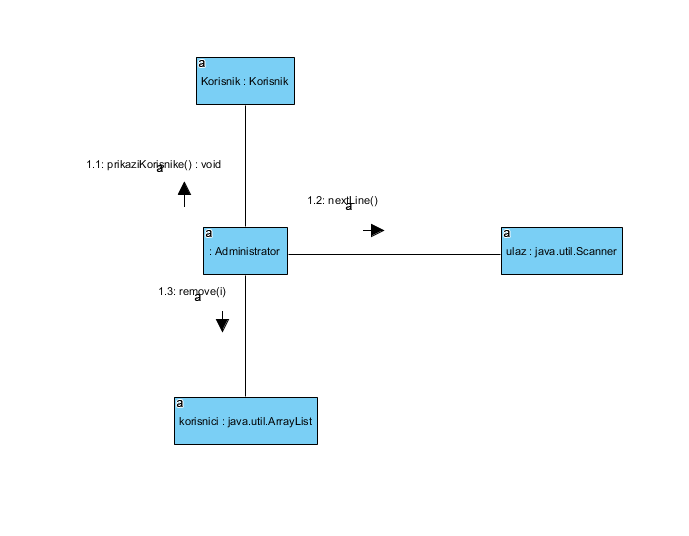 a
Korisnik : Korisnik
1.1: prikaziKorisnike() : void
a
1.2: nextLine()
a
a
: Administrator
a
ulaz : java.util.Scanner
1.3: remove(i)
a
a
korisnici : java.util.ArrayList